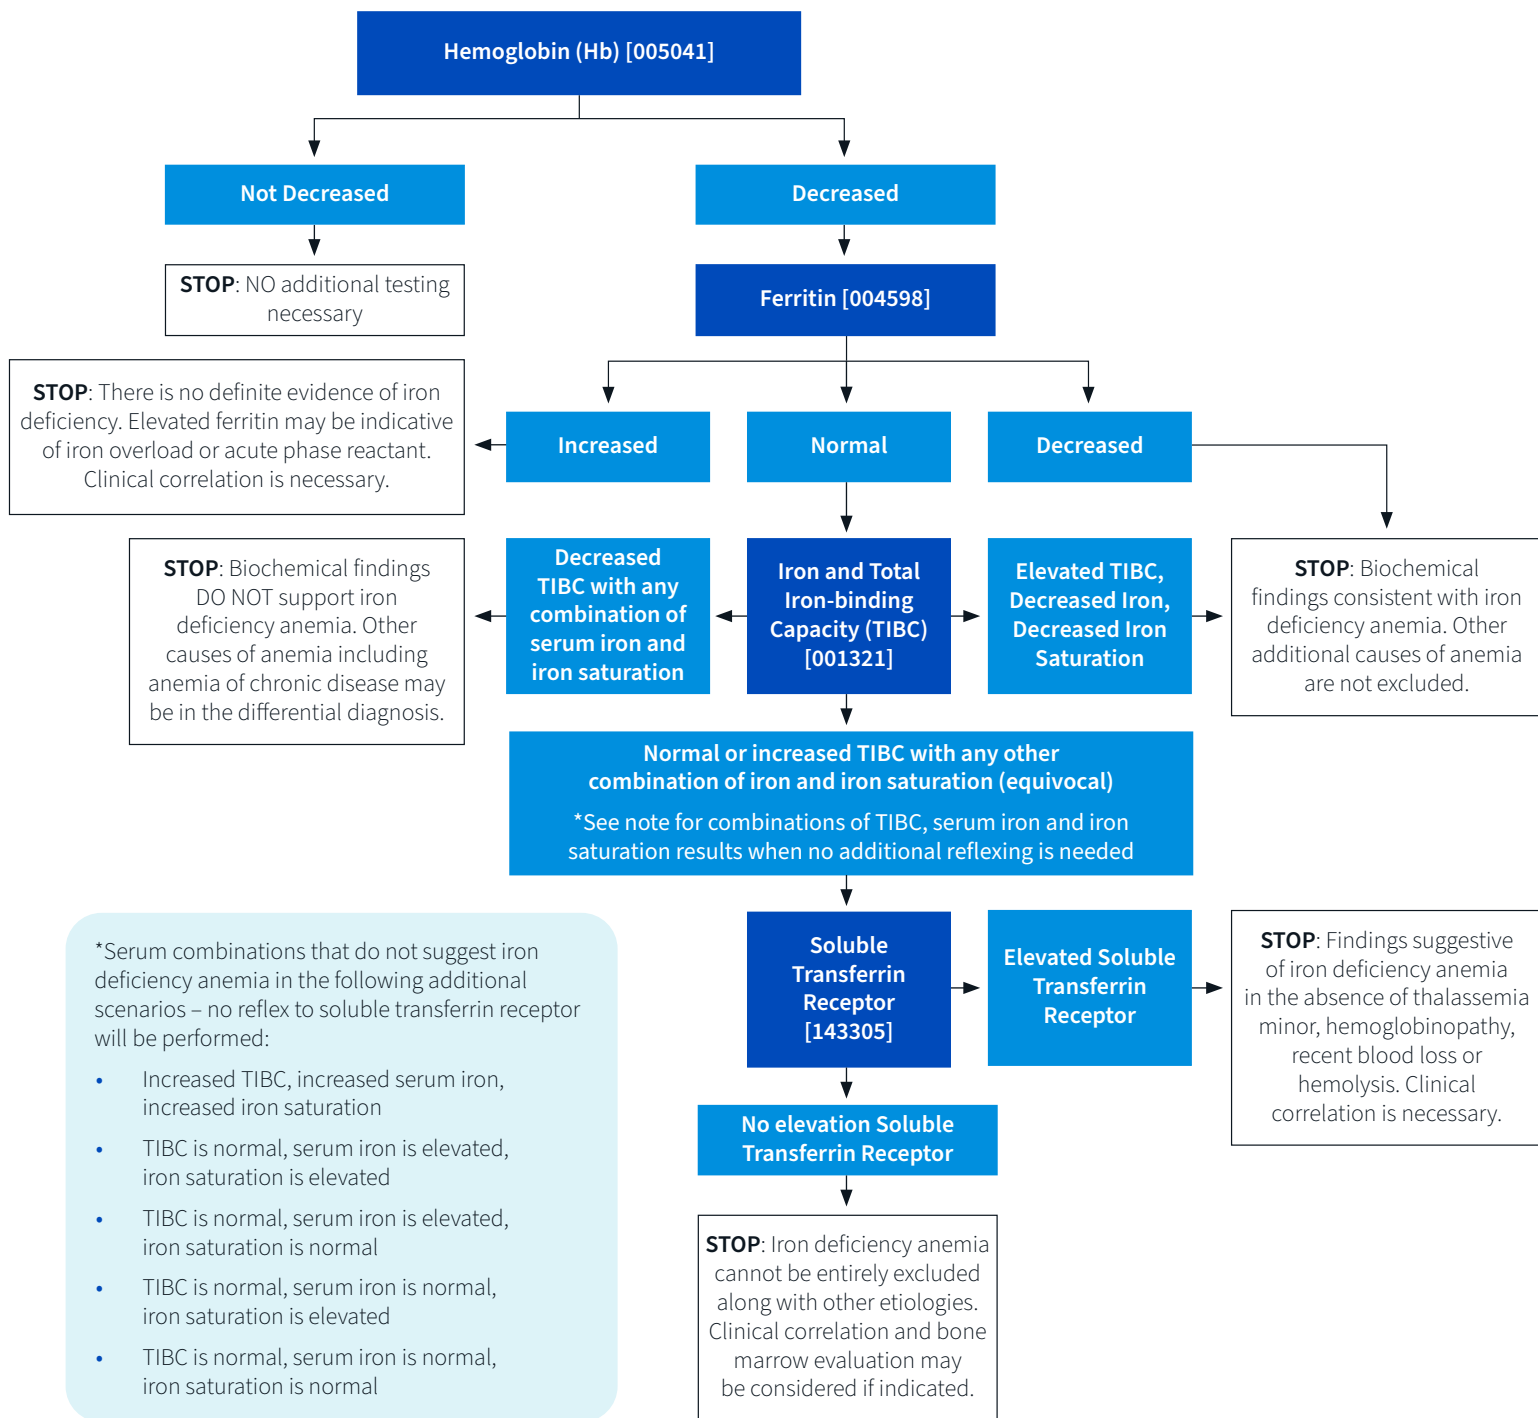 Hemoglobin (Hb) [005041]
Not Decreased
Decreased
STOP: NO additional testing
necessary
Ferritin [004598]
STOP: There is no definite evidence of iron
deficiency. Elevated ferritin may be indicative
of iron overload or acute phase reactant.
Clinical correlation is necessary.
Increased
Normal
Decreased
STOP: Biochemical findings
DO NOT support iron
deficiency anemia. Other
causes of anemia including
anemia of chronic disease may
be in the differential diagnosis.
Decreased
TIBC with any
combination of
serum iron and
iron saturation
Iron and Total
Iron-binding
Capacity (TIBC)
[001321]
Elevated TIBC,
Decreased Iron,
Decreased Iron
Saturation
STOP: Biochemical
findings consistent with iron
deficiency anemia. Other
additional causes of anemia
are not excluded.
Normal or increased TIBC with any other
combination of iron and iron saturation (equivocal)
*See note for combinations of TIBC, serum iron and iron
saturation results when no additional reflexing is needed
Soluble
Transferrin
Receptor
[143305]
Elevated Soluble
Transferrin
Receptor
STOP: Findings suggestive
of iron deficiency anemia
in the absence of thalassemia
minor, hemoglobinopathy,
recent blood loss or
hemolysis. Clinical
correlation is necessary.
No elevation Soluble
Transferrin Receptor
STOP: Iron deficiency anemia
cannot be entirely excluded
along with other etiologies.
Clinical correlation and bone
marrow evaluation may
be considered if indicated.
*Serum combinations that do not suggest iron
deficiency anemia in the following additional
scenarios – no reflex to soluble transferrin receptor
will be performed:
• Increased TIBC, increased serum iron,
increased iron saturation
• TIBC is normal, serum iron is elevated,
iron saturation is elevated
• TIBC is normal, serum iron is elevated,
iron saturation is normal
• TIBC is normal, serum iron is normal,
iron saturation is elevated
• TIBC is normal, serum iron is normal,
iron saturation is normal